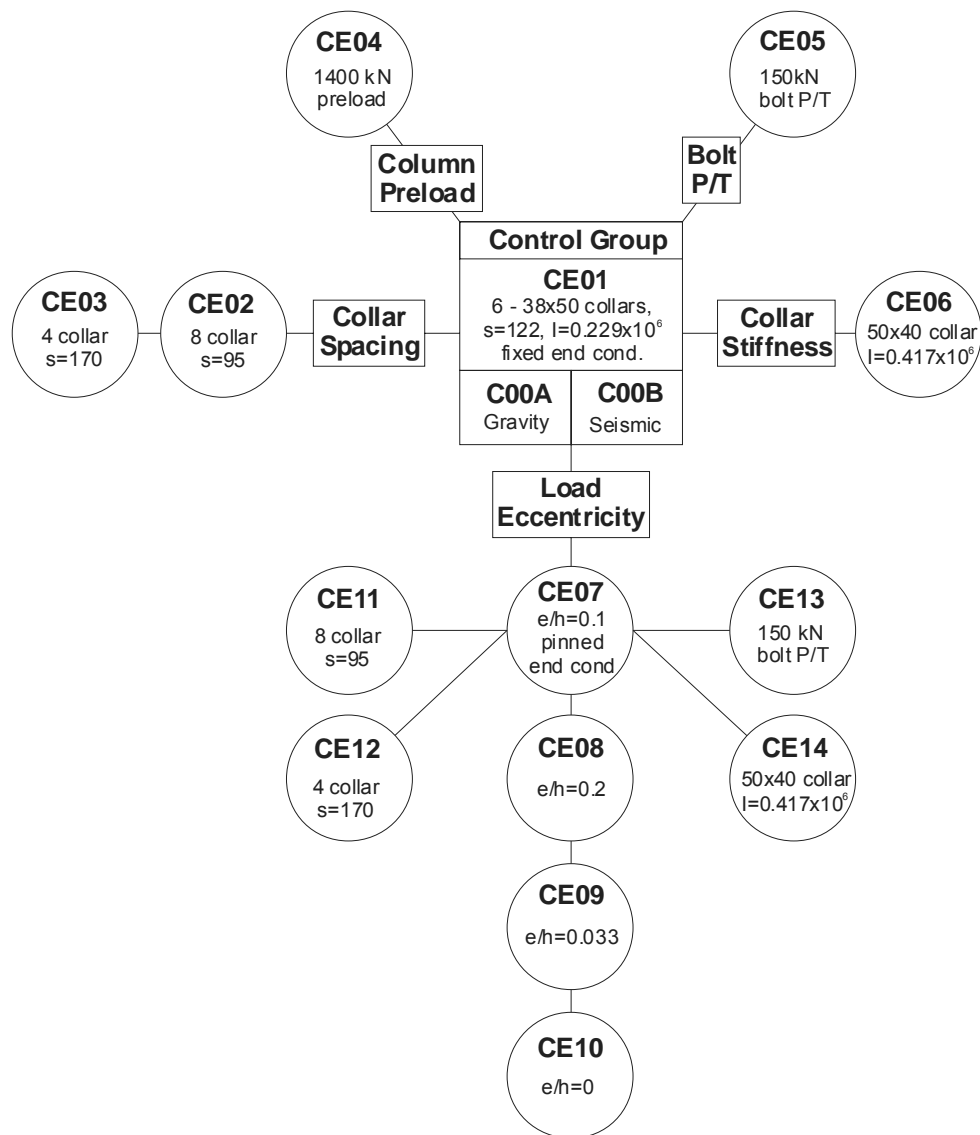 CE04
1400 kN
preload
CE05
150kN
bolt P/T
Column
Preload
Bolt
P/T
Control Group
CE01
6 - 38x50 collars,
s=122, I=0.229x10⁶
fixed end cond.
C00A
Gravity
C00B
Seismic
CE03
4 collar
s=170
CE02
8 collar
s=95
Collar
Spacing
Collar
Stiffness
CE06
50x40 collar
I=0.417x10⁶
Load
Eccentricity
CE11
8 collar
s=95
CE07
e/h=0.1
pinned
end cond
CE13
150 kN
bolt P/T
CE12
4 collar
s=170
CE08
e/h=0.2
CE14
50x40 collar
I=0.417x10⁶
CE09
e/h=0.033
CE10
e/h=0